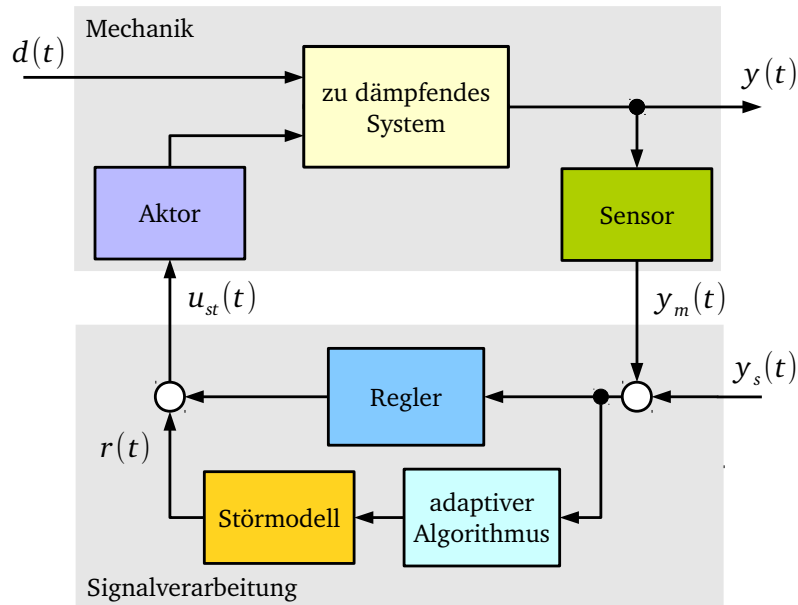 Mechanik
d(t)
zu dämpfendes
System
y(t)
Aktor
Sensor
u_st(t)
y_m(t)
Regler
y_s(t)
r(t)
Störmodell
adaptiver
Algorithmus
Signalverarbeitung